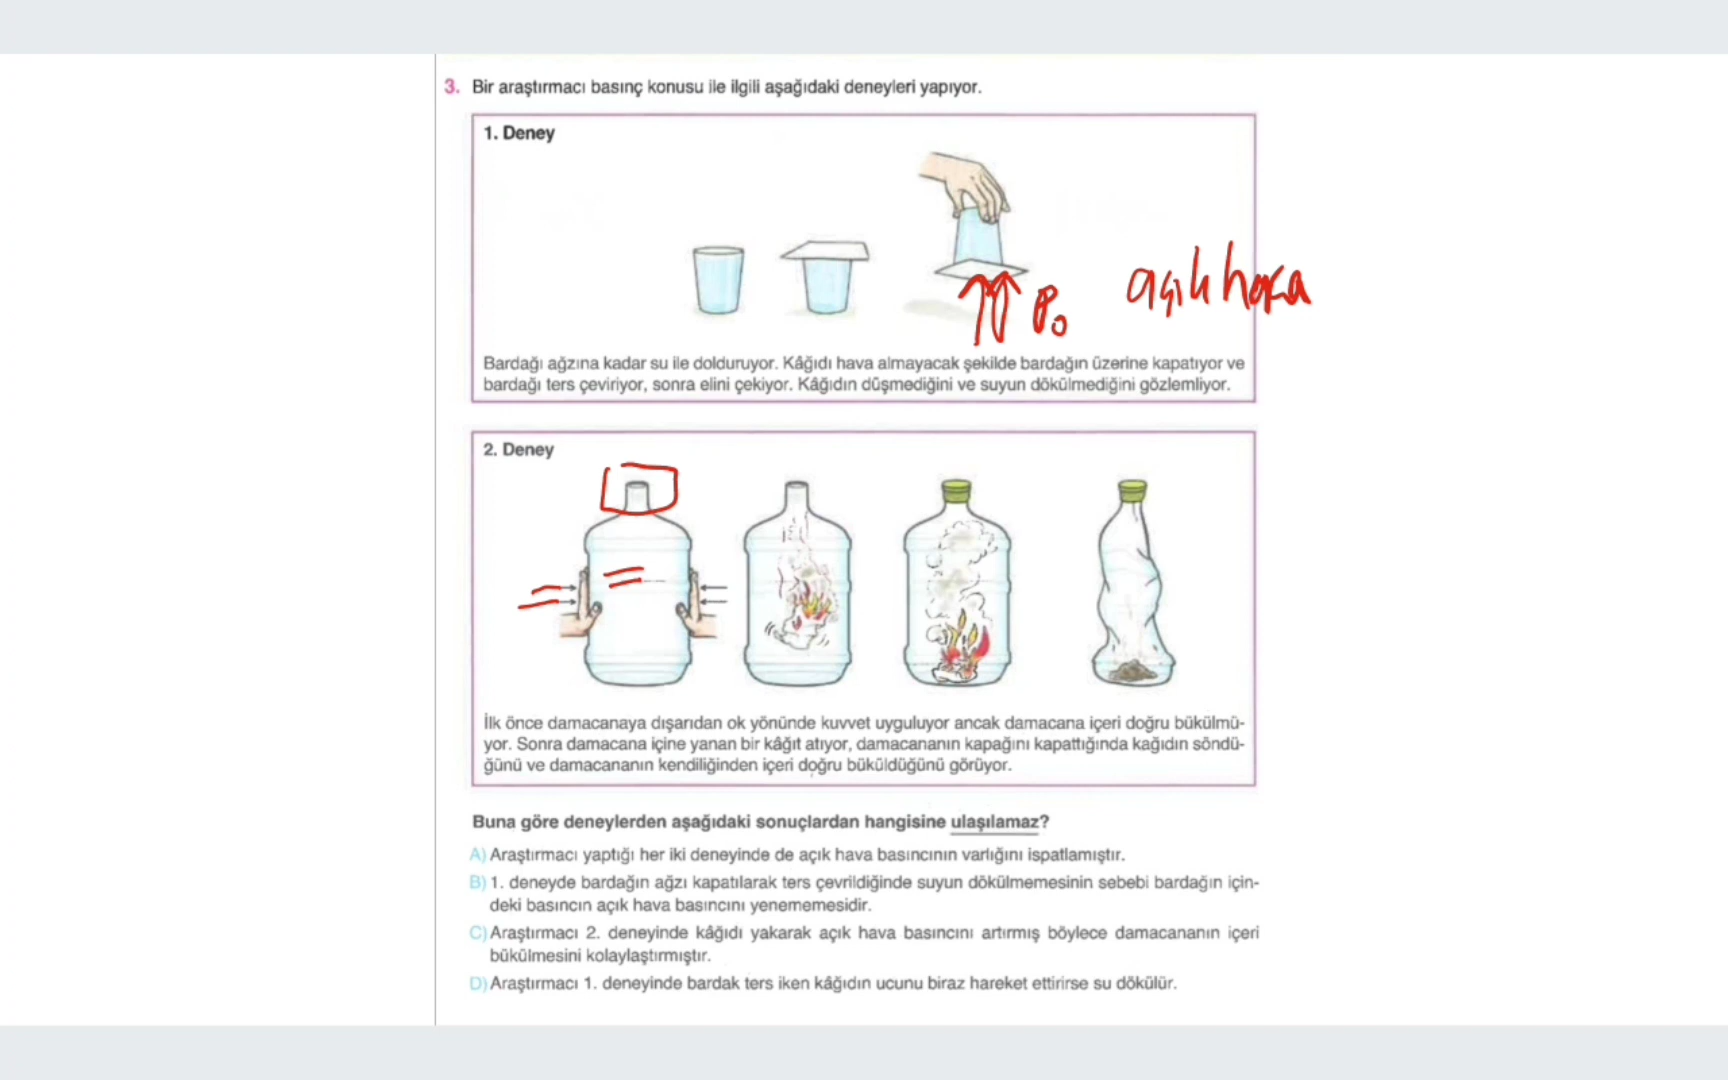 3. Bir araştırmacı basınç konusu ile ilgili aşağıdaki deneyleri yapıyor.
1. Deney
açık hava
P₀
Bardağı ağzına kadar su ile dolduruyor. Kâğıdı hava almayacak şekilde bardağın üzerine kapatıyor ve
bardağı ters çeviriyor, sonra elini çekiyor. Kâğıdın düşmediğini ve suyun dökülmediğini gözlemliyor.
2. Deney
İlk önce damacanaya dışarıdan ok yönünde kuvvet uyguluyor ancak damacana içeri doğru bükülmü-
yor. Sonra damacana içine yanan bir kâğıt atıyor, damacananın kapağını kapattığında kağıdın söndü-
ğünü ve damacananın kendiliğinden içeri doğru büküldüğünü görüyor.
Buna göre deneylerden aşağıdaki sonuçlardan hangisine ulaşılamaz?
A) Araştırmacı yaptığı her iki deneyinde de açık hava basıncının varlığını ispatlamıştır.
B) 1. deneyde bardağın ağzı kapatılarak ters çevrildiğinde suyun dökülmemesinin sebebi bardağın için-
deki basıncın açık hava basıncını yenememesidir.
C) Araştırmacı 2. deneyinde kâğıdı yakarak açık hava basıncını artırmış böylece damacananın içeri
bükülmesini kolaylaştırmıştır.
D) Araştırmacı 1. deneyinde bardak ters iken kâğıdın ucunu biraz hareket ettirirse su dökülür.